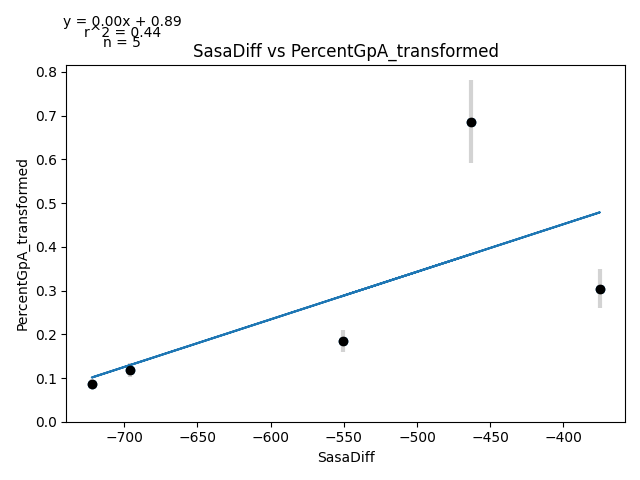 y = 0.00x + 0.89
r^2 = 0.44
n = 5
SasaDiff vs PercentGpA_transformed
PercentGpA_transformed
0.8
0.7
0.6
0.5
0.4
0.3
0.2
0.1
0.0
−700
−650
−600
−550
−500
−450
−400
SasaDiff